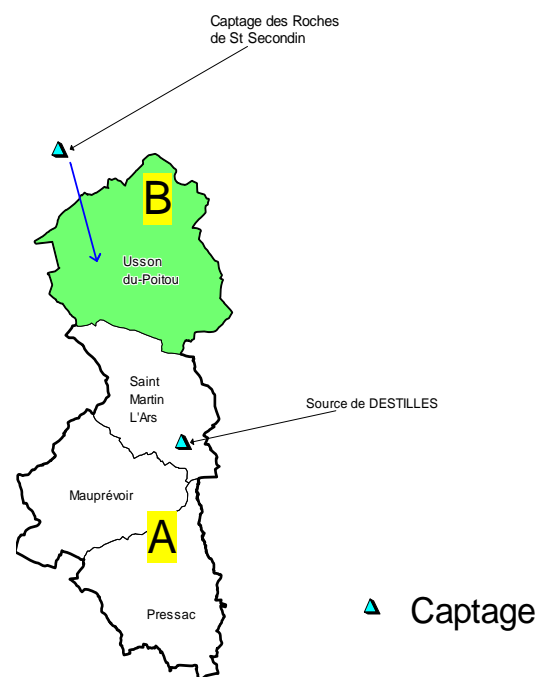 Captage des Roches
de St Secondin
B
Usson
du-Poitou
Saint
Martin
L'Ars
Source de DESTILLES
Mauprévoir
A
Pressac
Captage